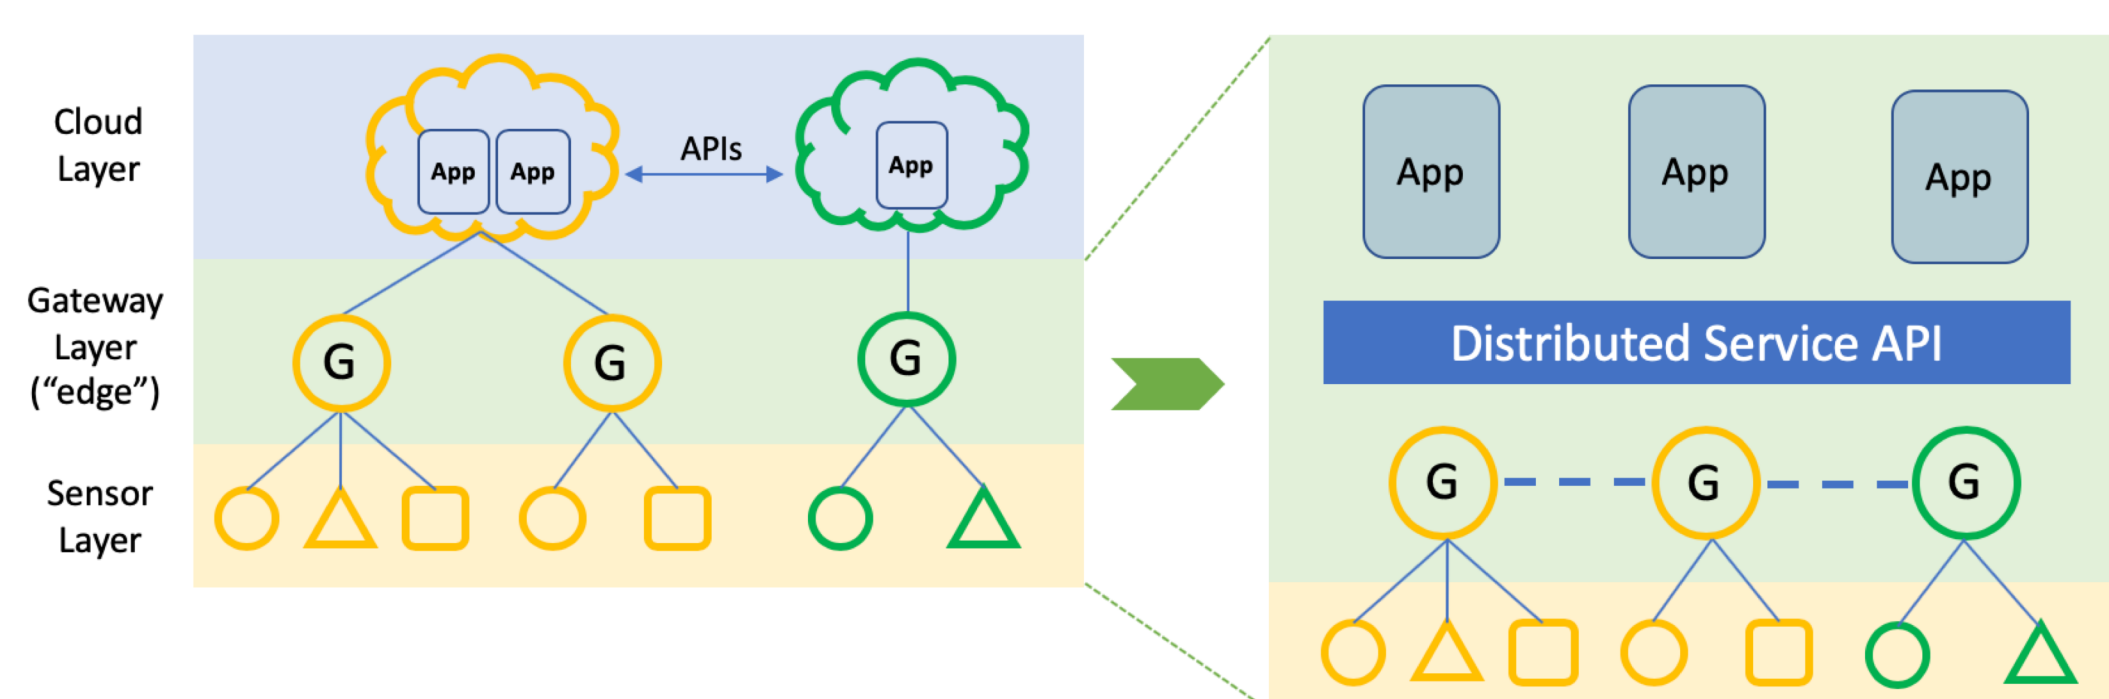 Cloud
Layer
App
App
APIs
App
Gateway
Layer
(“edge”)
G
G
G
Sensor
Layer
App
App
App
Distributed Service API
G
G
G